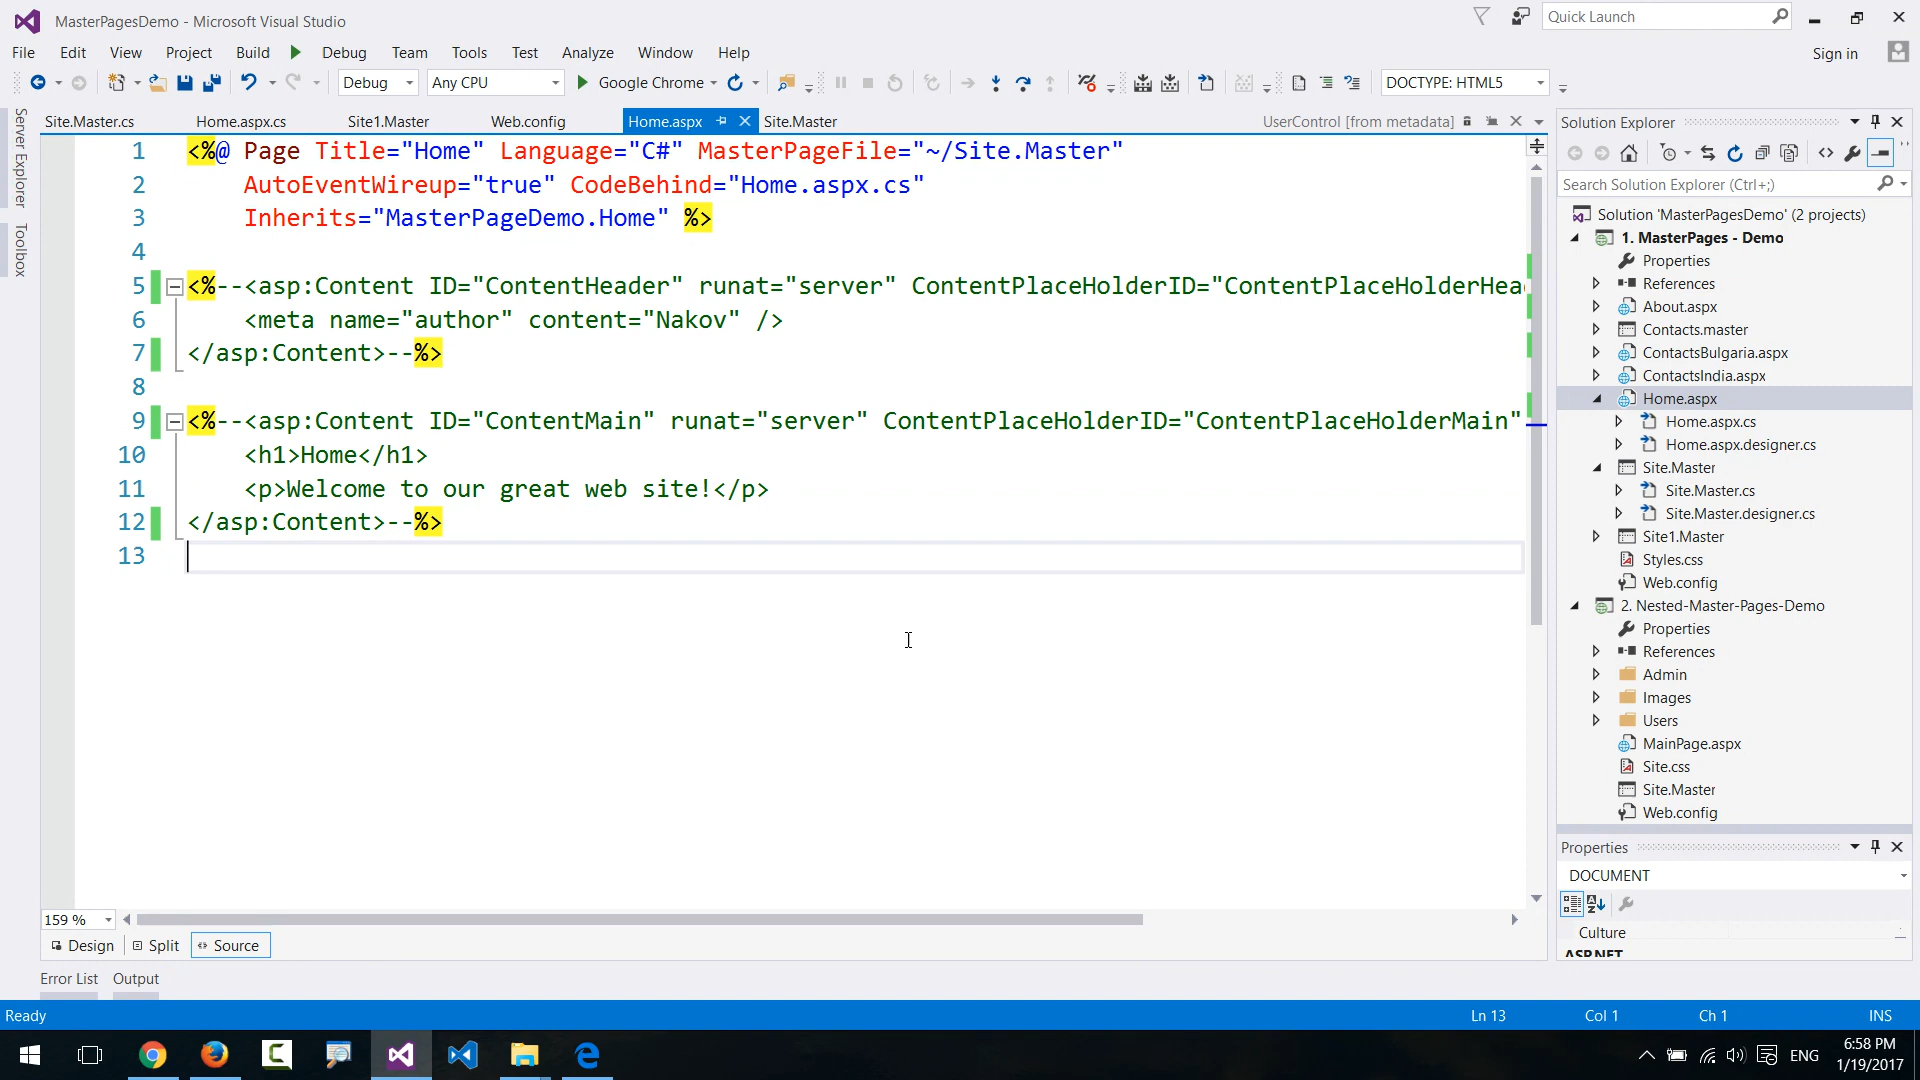 MasterPagesDemo - Microsoft Visual Studio
Quick Launch
File Edit View Project Build Debug Team Tools Test Analyze Window Help
Sign in
Debug Any CPU Google Chrome DOCTYPE: HTML5
Server Explorer
Toolbox
Site.Master.cs Home.aspx.cs Site1.Master Web.config Home.aspx Site.Master UserControl [from metadata]
1 <%@ Page Title="Home" Language="C#" MasterPageFile="~/Site.Master"
2 AutoEventWireup="true" CodeBehind="Home.aspx.cs"
3 Inherits="MasterPageDemo.Home" %>
4
5 <%--<asp:Content ID="ContentHeader" runat="server" ContentPlaceHolderID="ContentPlaceHolderHea
6 <meta name="author" content="Nakov" />
7 </asp:Content>--%>
8
9 <%--<asp:Content ID="ContentMain" runat="server" ContentPlaceHolderID="ContentPlaceHolderMain"
10 <h1>Home</h1>
11 <p>Welcome to our great web site!</p>
12 </asp:Content>--%>
13
159 %
Design Split Source
Error List Output
Solution Explorer
Search Solution Explorer (Ctrl+;)
Solution 'MasterPagesDemo' (2 projects)
1. MasterPages - Demo
Properties
References
About.aspx
Contacts.master
ContactsBulgaria.aspx
ContactsIndia.aspx
Home.aspx
Home.aspx.cs
Home.aspx.designer.cs
Site.Master
Site.Master.cs
Site.Master.designer.cs
Site1.Master
Styles.css
Web.config
2. Nested-Master-Pages-Demo
Properties
References
Admin
Images
Users
MainPage.aspx
Site.css
Site.Master
Web.config
Properties
DOCUMENT
Culture
ASP.NET
Ready Ln 13 Col 1 Ch 1 INS
ENG
6:58 PM
1/19/2017